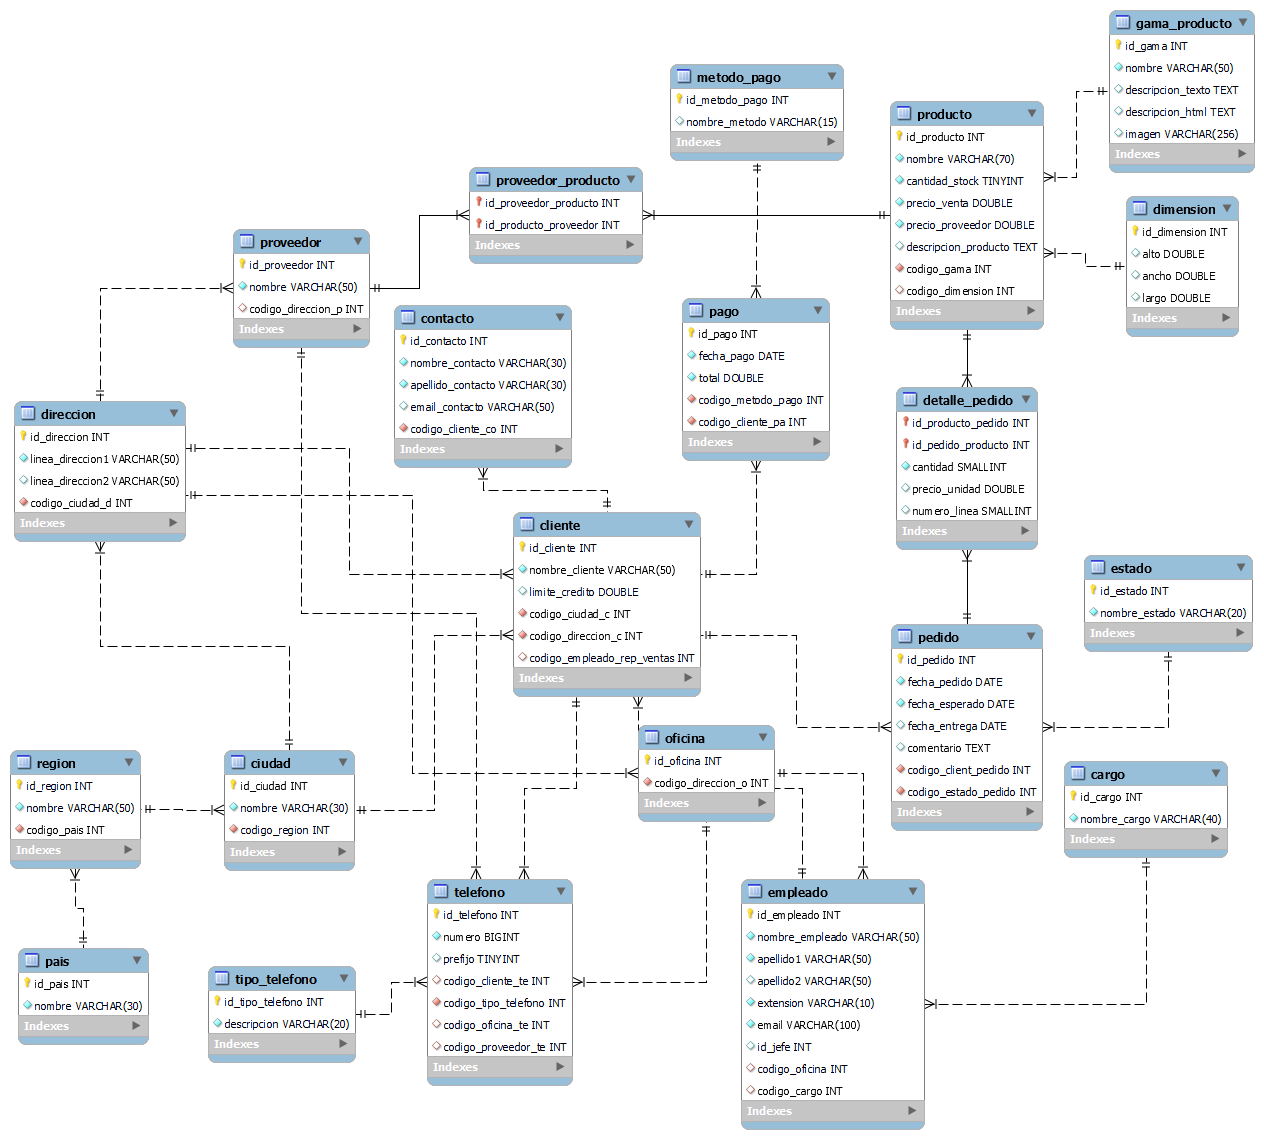 gama_producto
id_gama INT
nombre VARCHAR(50)
descripcion_texto TEXT
descripcion_html TEXT
imagen VARCHAR(256)
Indexes
metodo_pago
id_metodo_pago INT
nombre_metodo VARCHAR(15)
Indexes
producto
id_producto INT
nombre VARCHAR(70)
cantidad_stock TINYINT
precio_venta DOUBLE
precio_proveedor DOUBLE
descripcion_producto TEXT
codigo_gama INT
codigo_dimension INT
Indexes
proveedor_producto
id_proveedor_producto INT
id_producto_proveedor INT
Indexes
dimension
id_dimension INT
alto DOUBLE
ancho DOUBLE
largo DOUBLE
Indexes
proveedor
id_proveedor INT
nombre VARCHAR(50)
codigo_direccion_p INT
Indexes
contacto
id_contacto INT
nombre_contacto VARCHAR(30)
apellido_contacto VARCHAR(30)
email_contacto VARCHAR(50)
codigo_cliente_co INT
Indexes
pago
id_pago INT
fecha_pago DATE
total DOUBLE
codigo_metodo_pago INT
codigo_cliente_pa INT
Indexes
direccion
id_direccion INT
linea_direccion1 VARCHAR(50)
linea_direccion2 VARCHAR(50)
codigo_ciudad_d INT
Indexes
detalle_pedido
id_producto_pedido INT
id_pedido_producto INT
cantidad SMALLINT
precio_unidad DOUBLE
numero_linea SMALLINT
Indexes
cliente
id_cliente INT
nombre_cliente VARCHAR(50)
limite_credito DOUBLE
codigo_ciudad_c INT
codigo_direccion_c INT
codigo_empleado_rep_ventas INT
Indexes
estado
id_estado INT
nombre_estado VARCHAR(20)
Indexes
pedido
id_pedido INT
fecha_pedido DATE
fecha_esperado DATE
fecha_entrega DATE
comentario TEXT
codigo_client_pedido INT
codigo_estado_pedido INT
Indexes
region
id_region INT
nombre VARCHAR(50)
codigo_pais INT
Indexes
ciudad
id_ciudad INT
nombre VARCHAR(30)
codigo_region INT
Indexes
oficina
id_oficina INT
codigo_direccion_o INT
Indexes
cargo
id_cargo INT
nombre_cargo VARCHAR(40)
Indexes
pais
id_pais INT
nombre VARCHAR(30)
Indexes
tipo_telefono
id_tipo_telefono INT
descripcion VARCHAR(20)
Indexes
telefono
id_telefono INT
numero BIGINT
prefijo TINYINT
codigo_cliente_te INT
codigo_tipo_telefono INT
codigo_oficina_te INT
codigo_proveedor_te INT
Indexes
empleado
id_empleado INT
nombre_empleado VARCHAR(50)
apellido1 VARCHAR(50)
apellido2 VARCHAR(50)
extension VARCHAR(10)
email VARCHAR(100)
id_jefe INT
codigo_oficina INT
codigo_cargo INT
Indexes